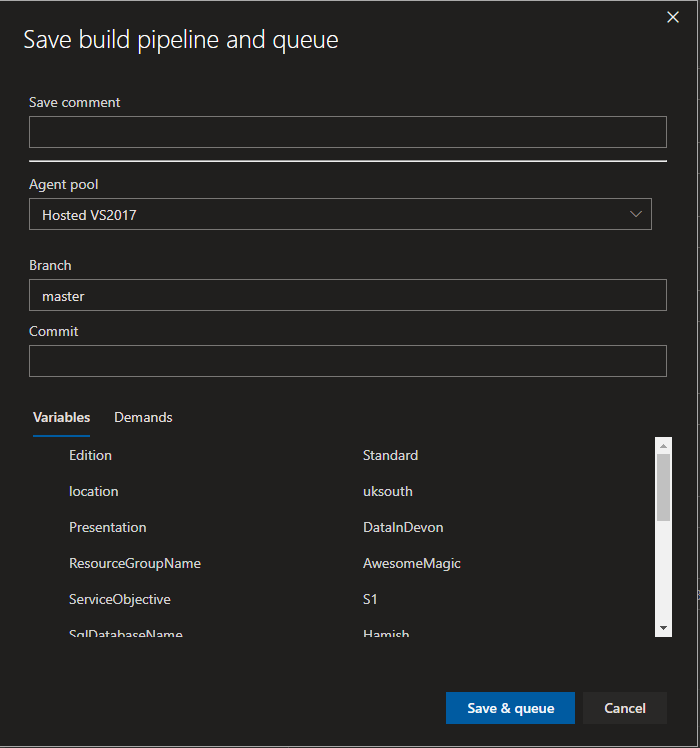 Save build pipeline and queue
Save comment
Agent pool
Hosted VS2017
Branch
master
Commit
Variables Demands
Edition Standard
location uksouth
Presentation DataInDevon
ResourceGroupName AwesomeMagic
ServiceObjective S1
SqlDatabaseName Hamish
Save & queue Cancel